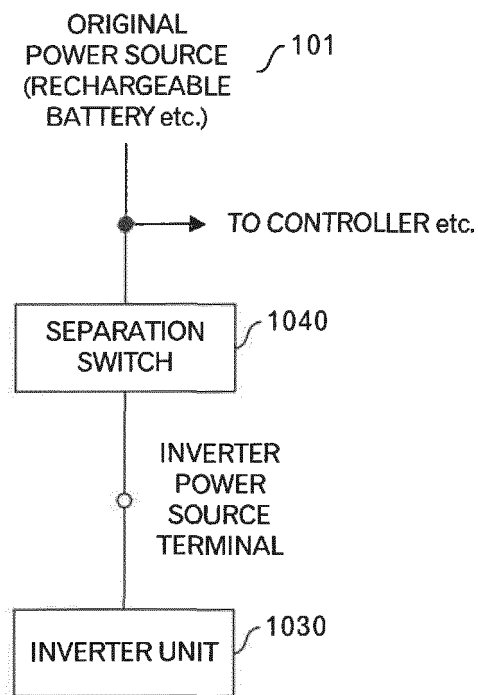 ORIGINAL
POWER SOURCE
(RECHARGEABLE
BATTERY etc.)
101
TO CONTROLLER etc.
SEPARATION
SWITCH
1040
INVERTER
POWER
SOURCE
TERMINAL
INVERTER UNIT
1030